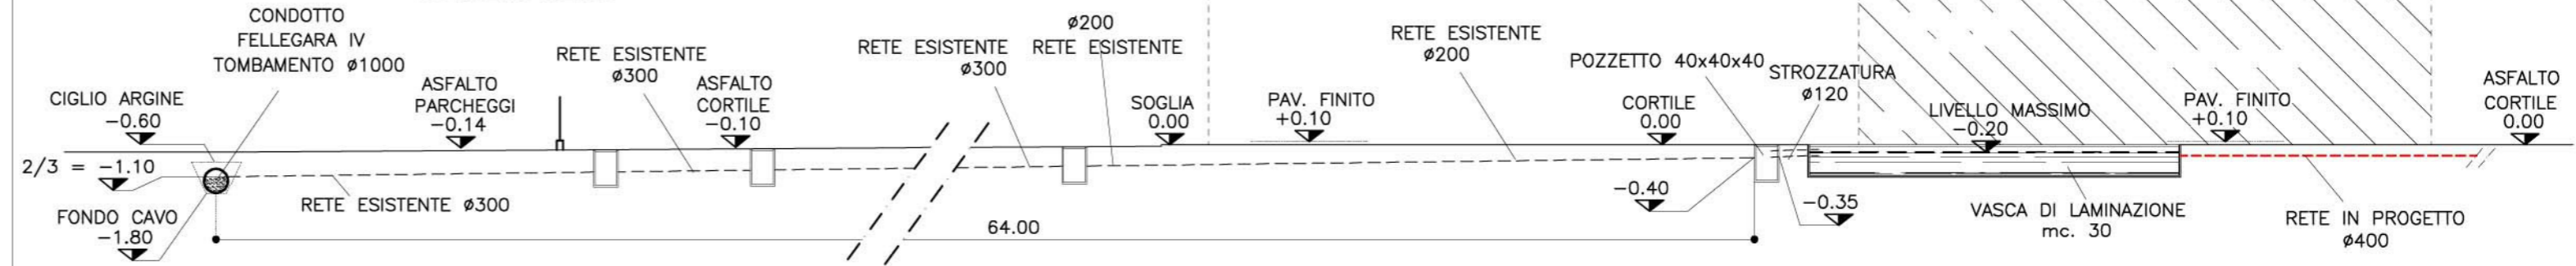 CONDOTTO
FELLEGARA IV
TOMBAMENTO ø1000
CIGLIO ARGINE
-0.60
2/3 = -1.10
FONDO CAVO
-1.80
RETE ESISTENTE ø300
ASFALTO
PARCHEGGI
-0.14
RETE ESISTENTE
ø300
ASFALTO
CORTILE
-0.10
RETE ESISTENTE
ø300
ø200
RETE ESISTENTE
64.00
SOGLIA
0.00
PAV. FINITO
+0.10
RETE ESISTENTE
ø200
POZZETTO 40x40x40
CORTILE
0.00
-0.40
STROZZATURA
ø120
-0.35
LIVELLO MASSIMO
-0.20
VASCA DI LAMINAZIONE
mc. 30
PAV. FINITO
+0.10
RETE IN PROGETTO
ø400
ASFALTO
CORTILE
0.00